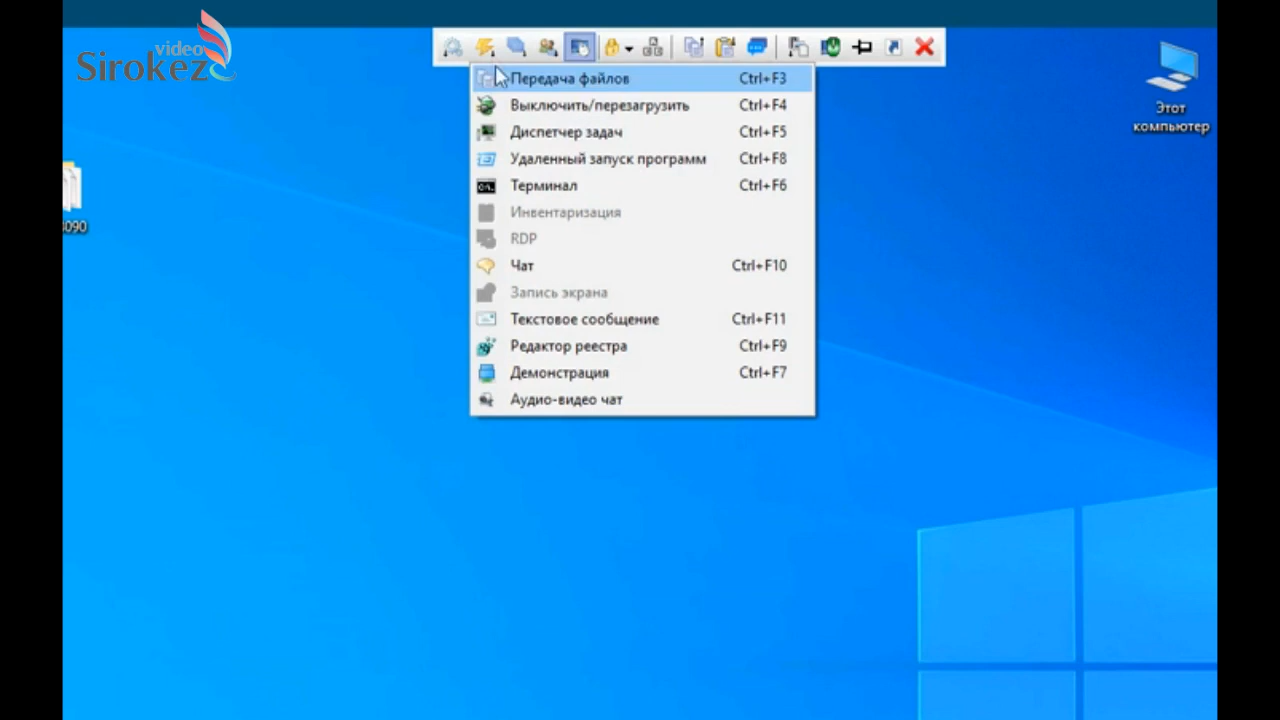 video
Sirokez
Этот
компьютер
8090
Передача файлов Ctrl+F3
Выключить/перезагрузить Ctrl+F4
Диспетчер задач Ctrl+F5
Удаленный запуск программ Ctrl+F8
Терминал Ctrl+F6
Инвентаризация
RDP
Чат Ctrl+F10
Запись экрана
Текстовое сообщение Ctrl+F11
Редактор реестра Ctrl+F9
Демонстрация Ctrl+F7
Аудио-видео чат